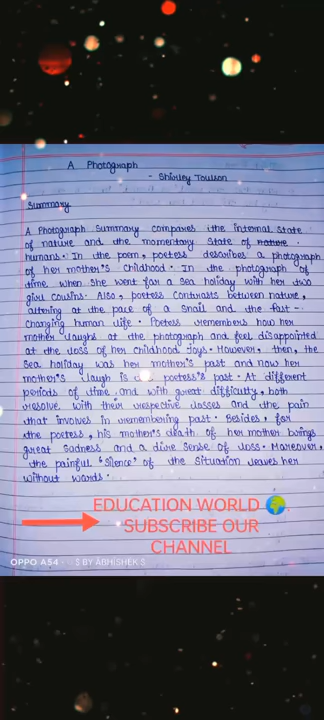 A Photograph
- Shirley Toulson
Summary
A Photograph Summary compares the internal state
of nature and the momentary state of nature.
humans. In the poem, poetess describes a photograph
of her mother's childhood. In the photograph of
time when she went for a sea holiday with her two
girl cousins. Also, poetess contrasts between nature,
altering at the pace of a snail and the fast-
changing human life. Poetess remembers how her
mother laughs at the photograph and feel disappointed
at the loss of her childhood joys. However, then, the
Sea holiday was her mother's past and now her
mother's laugh is poetess's past. At different
periods of time, and with great difficulty, both
resolve with their respective losses and the pain
that involves in remembering past. Besides, for
the poetess, his mother's death of her mother brings
great sadness and a dire sense of loss. Moreover,
the painful "silence" of the situation leaves her
without words.
EDUCATION WORLD 🌍
SUBSCRIBE OUR
CHANNEL
OPPO A54 S BY ABHISHEK S